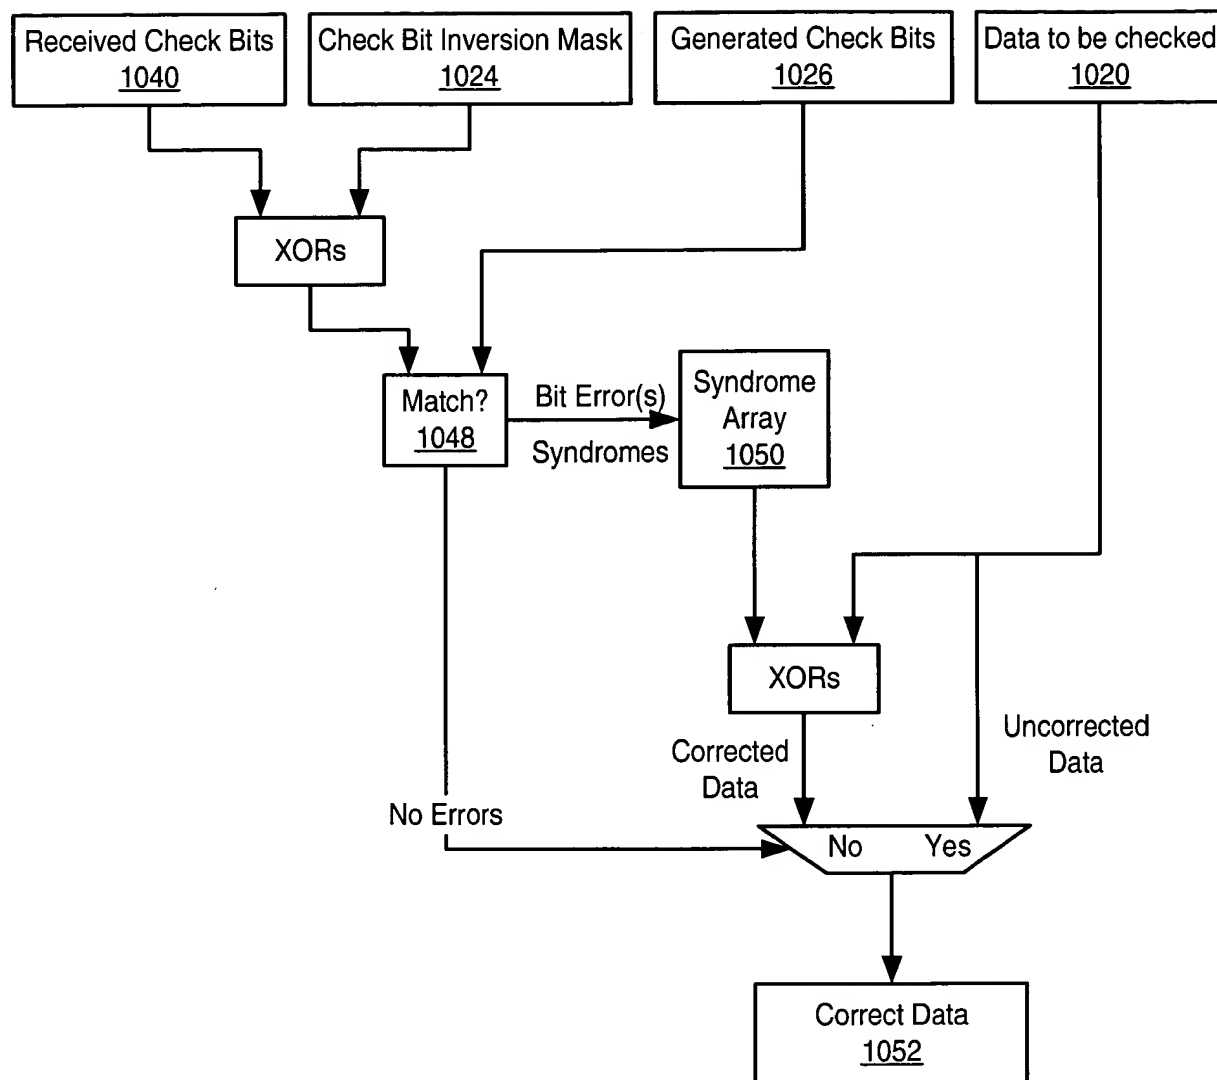 Received Check Bits
1040
Check Bit Inversion Mask
1024
Generated Check Bits
1026
Data to be checked
1020
XORs
Match?
1048
Bit Error(s)
Syndromes
Syndrome
Array
1050
XORs
Corrected
Data
Uncorrected
Data
No Errors
No
Yes
Correct Data
1052